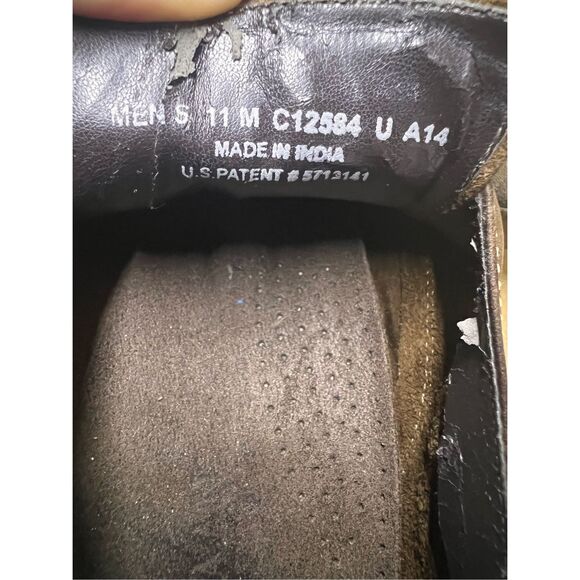 MEN S 11 M C12584 U A14
MADE IN INDIA
U.S. PATENT # 5713141